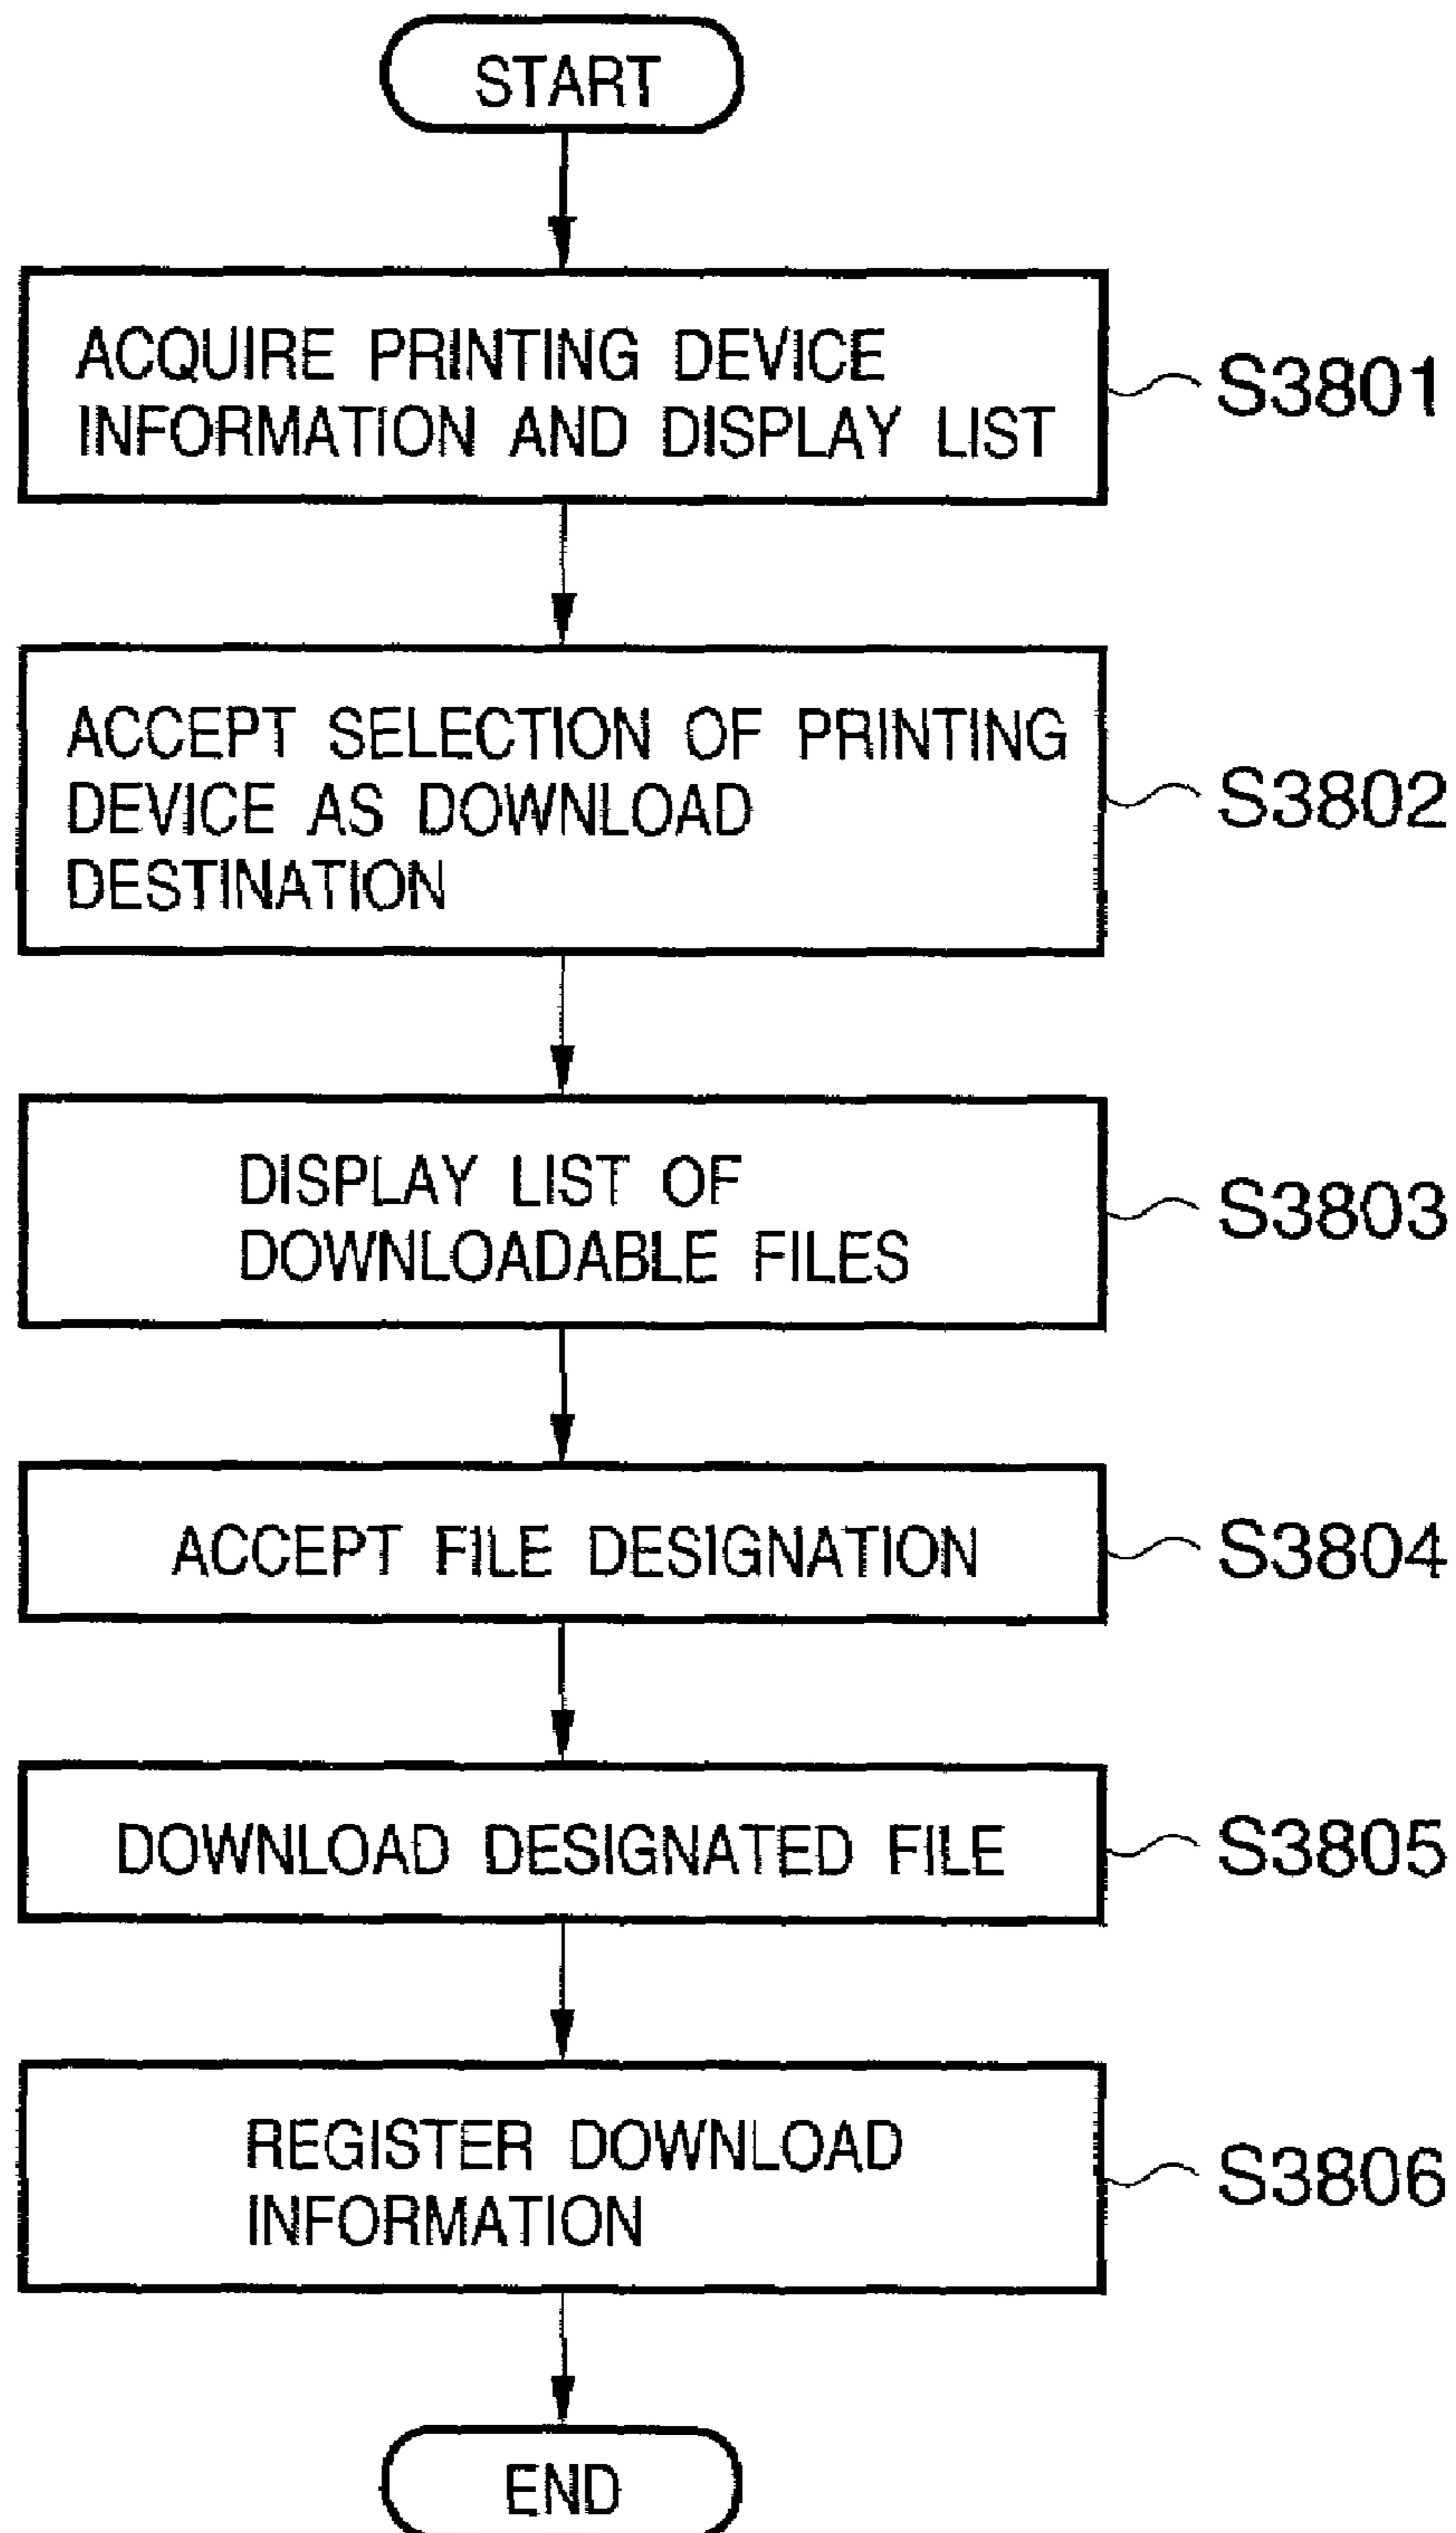 START
ACQUIRE PRINTING DEVICE
INFORMATION AND DISPLAY LIST
S3801
ACCEPT SELECTION OF PRINTING
DEVICE AS DOWNLOAD
DESTINATION
S3802
DISPLAY LIST OF
DOWNLOADABLE FILES
S3803
ACCEPT FILE DESIGNATION
S3804
DOWNLOAD DESIGNATED FILE
S3805
REGISTER DOWNLOAD
INFORMATION
S3806
END